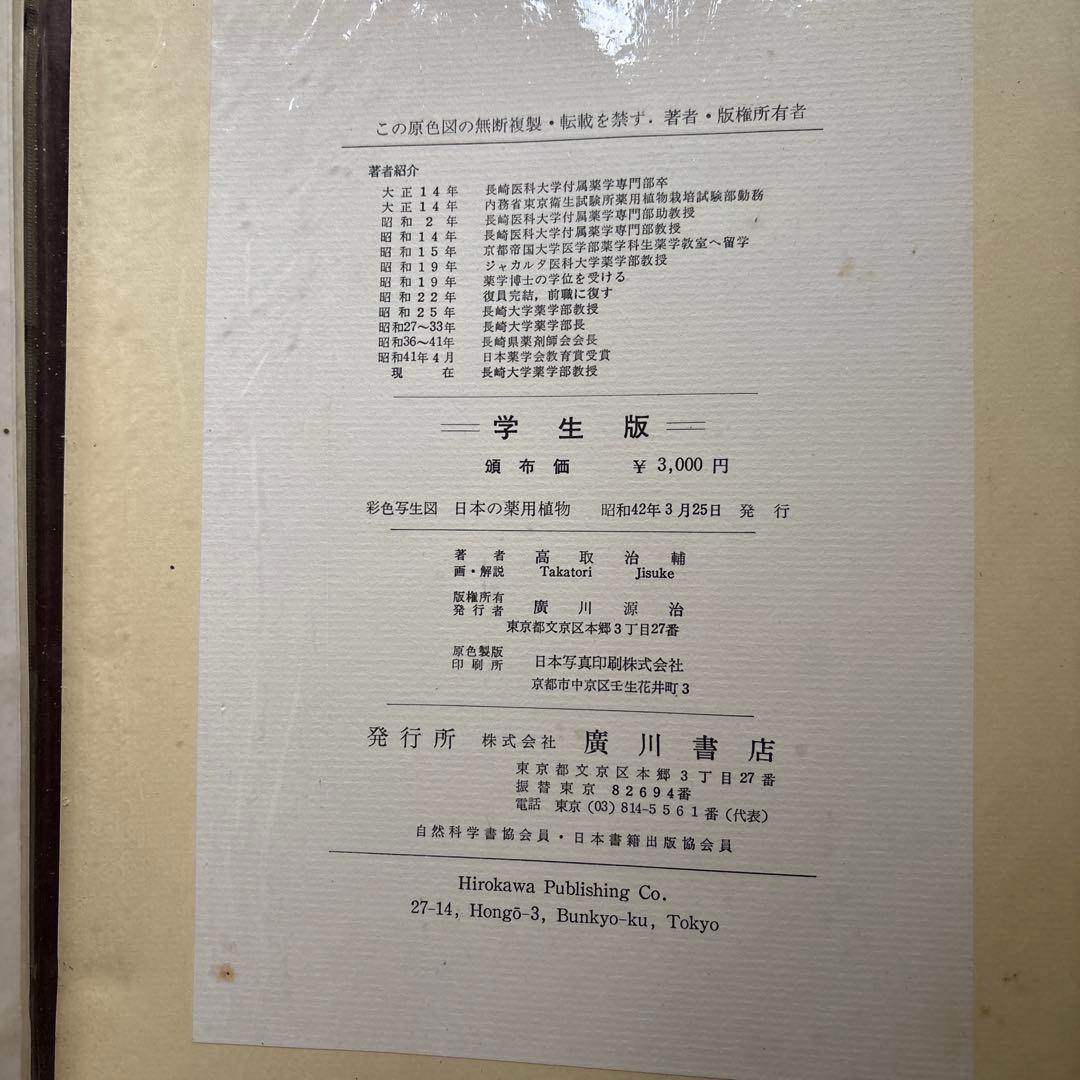 この原色図の無断複製・転載を禁ず．著者・版権所有者
著者紹介
大正14年 長崎医科大学付属薬学専門部卒
大正14年 内務省東京衛生試験所薬用植物栽培試験部勤務
昭和2年 長崎医科大学付属薬学専門部助教授
昭和14年 長崎医科大学付属薬学専門部教授
昭和15年 京都帝国大学医学部薬学科生薬学教室へ留学
昭和19年 ジャカルタ医科大学薬学部教授
昭和19年 薬学博士の学位を受ける
昭和22年 復員完結，前職に復す
昭和25年 長崎大学薬学部教授
昭和27～33年 長崎大学薬学部長
昭和36～41年 長崎県薬剤師会会長
昭和41年4月 日本薬学会教育賞受賞
現在 長崎大学薬学部教授
学生版
頒布価 ￥3,000円
彩色写生図 日本の薬用植物 昭和42年3月25日 発行
著者 高取治輔
画・解説 Takatori Jisuke
版権所有
発行者 廣川源治
東京都文京区本郷3丁目27番
原色製版
印刷所 日本写真印刷株式会社
京都市中京区壬生花井町3
発行所 株式会社 廣川書店
東京都文京区本郷3丁目27番
振替東京 82694番
電話 東京(03)814-5561番(代表)
自然科学書協会員・日本書籍出版協会員
Hirokawa Publishing Co.
27-14, Hongō-3, Bunkyo-ku, Tokyo